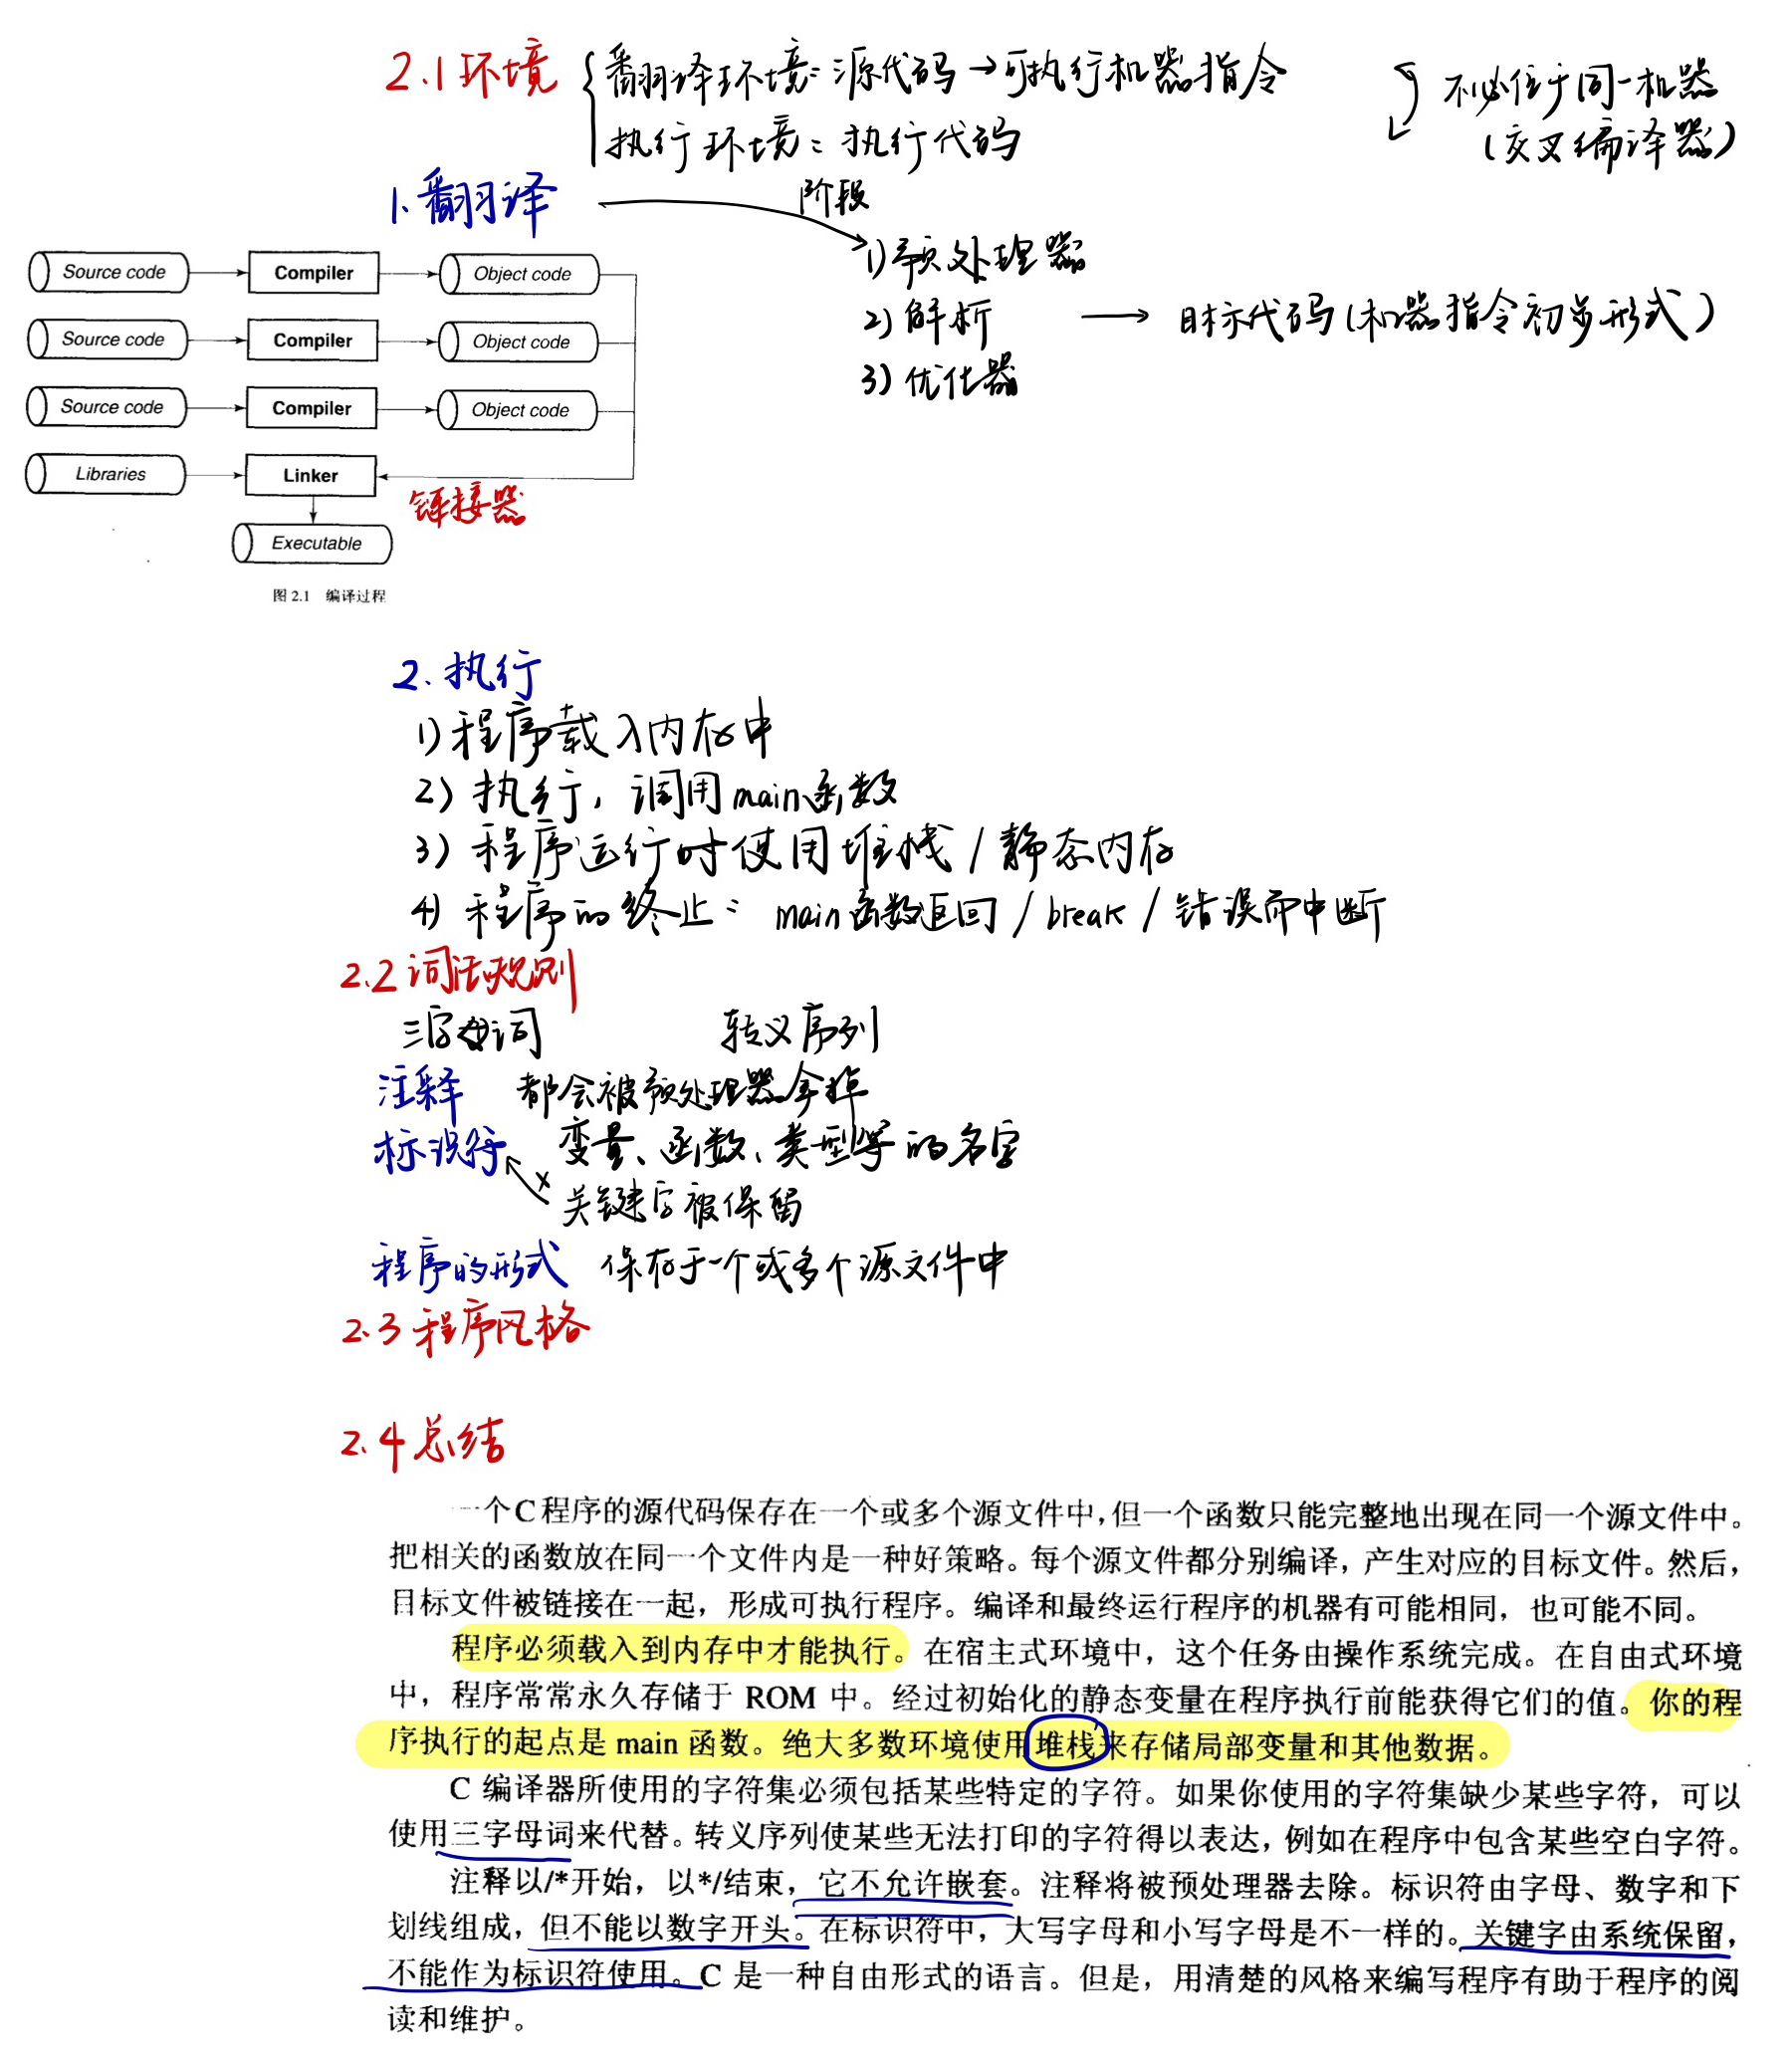 2.1 环境 翻译环境：源代码→可执行机器指令
执行环境：执行代码
不必位于同一机器
(交叉编译器)
1. 翻译
阶段
1) 预处理器
2) 解析 → 目标代码(机器指令初步形式)
3) 优化器
Source code Compiler Object code
Source code Compiler Object code
Source code Compiler Object code
Libraries Linker
链接器
Executable
图 2.1 编译过程
2. 执行
1) 程序载入内存中
2) 执行, 调用main函数
3) 程序运行时使用堆栈 / 静态内存
4) 程序的终止： main函数返回 / break / 错误而中断
2.2 词法规则
三字母词 转义序列
注释 都会被预处理器拿掉
标识符 变量、函数、类型等的名字
× 关键字被保留
程序的形式 保存于一个或多个源文件中
2.3 程序风格
2.4 总结
一个C程序的源代码保存在一个或多个源文件中，但一个函数只能完整地出现在同一个源文件中。
把相关的函数放在同一个文件内是一种好策略。每个源文件都分别编译，产生对应的目标文件。然后，
目标文件被链接在一起，形成可执行程序。编译和最终运行程序的机器有可能相同，也可能不同。
程序必须载入到内存中才能执行。在宿主式环境中，这个任务由操作系统完成。在自由式环境
中，程序常常永久存储于 ROM 中。经过初始化的静态变量在程序执行前能获得它们的值。你的程
序执行的起点是 main 函数。绝大多数环境使用堆栈来存储局部变量和其他数据。
C 编译器所使用的字符集必须包括某些特定的字符。如果你使用的字符集缺少某些字符，可以
使用三字母词来代替。转义序列使某些无法打印的字符得以表达，例如在程序中包含某些空白字符。
注释以/*开始，以*/结束，它不允许嵌套。注释将被预处理器去除。标识符由字母、数字和下
划线组成，但不能以数字开头。在标识符中，大写字母和小写字母是不一样的。关键字由系统保留，
不能作为标识符使用。C 是一种自由形式的语言。但是，用清楚的风格来编写程序有助于程序的阅
读和维护。